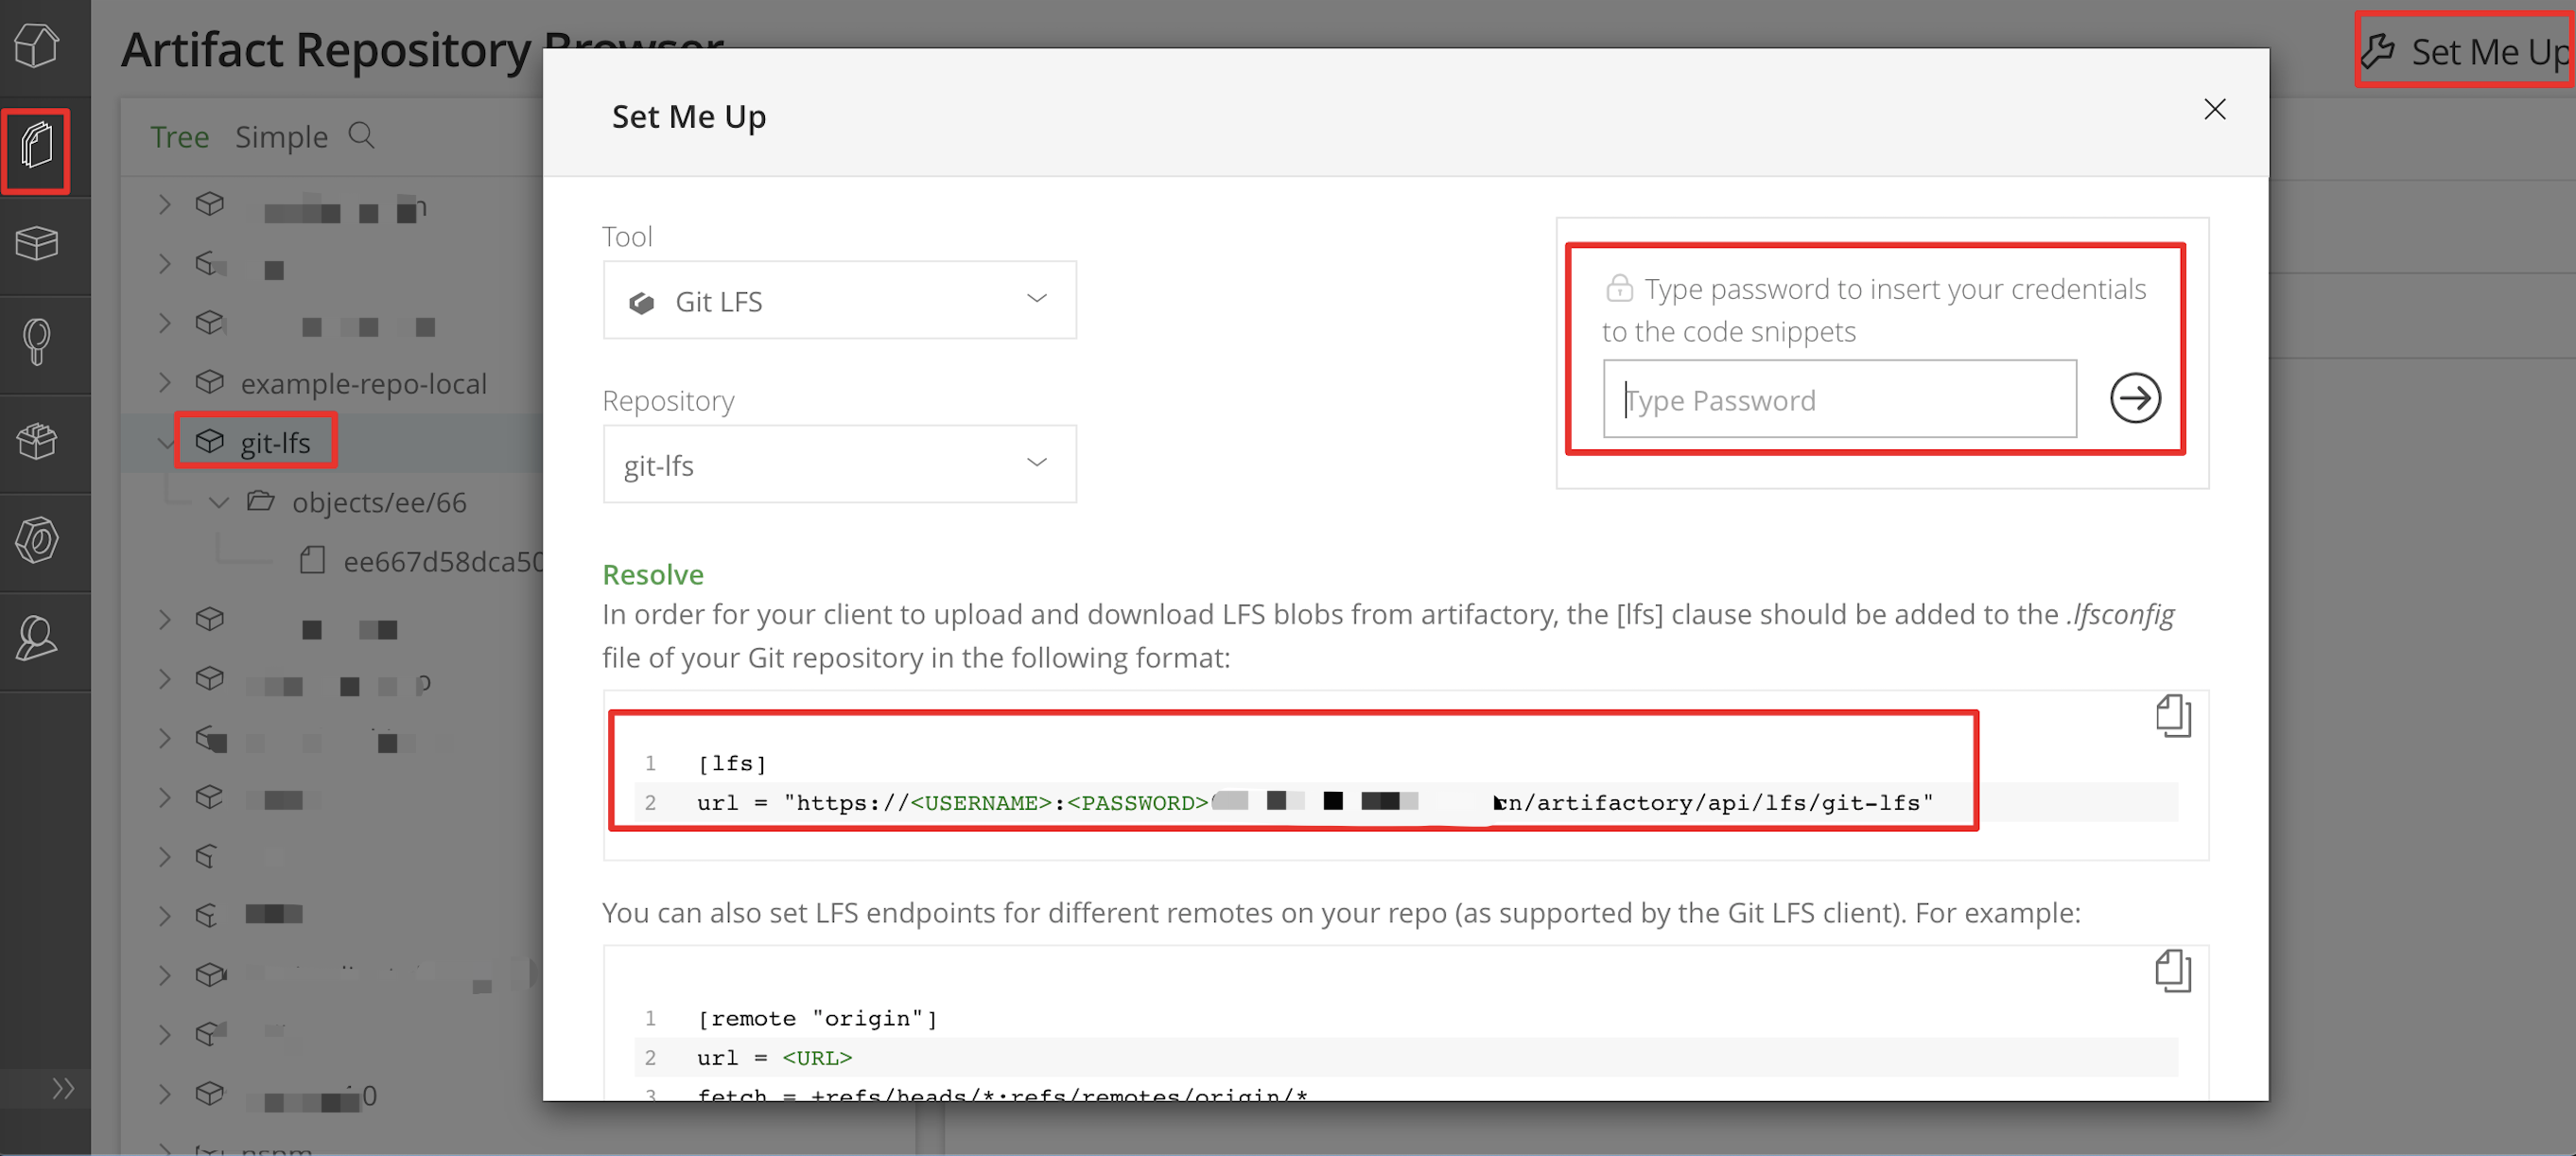 Artifact Repository Browser
Set Me Up
Tree Simple
example-repo-local
git-lfs
objects/ee/66
ee667d58dca50
Set Me Up
Tool
Git LFS
Repository
git-lfs
Type password to insert your credentials
to the code snippets
Type Password
Resolve
In order for your client to upload and download LFS blobs from artifactory, the [lfs] clause should be added to the .lfsconfig
file of your Git repository in the following format:
1 [lfs]
2 url = "https://<USERNAME>:<PASSWORD> cn/artifactory/api/lfs/git-lfs"
You can also set LFS endpoints for different remotes on your repo (as supported by the Git LFS client). For example:
1 [remote "origin"]
2 url = <URL>
3 fetch = +refs/heads/*:refs/remotes/origin/*